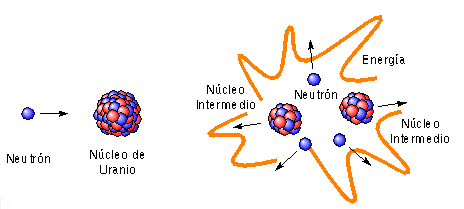 Neutrón
Núcleo de
Uranio
Energía
Neutrón
Núcleo
Intermedio
Núcleo
Intermedio